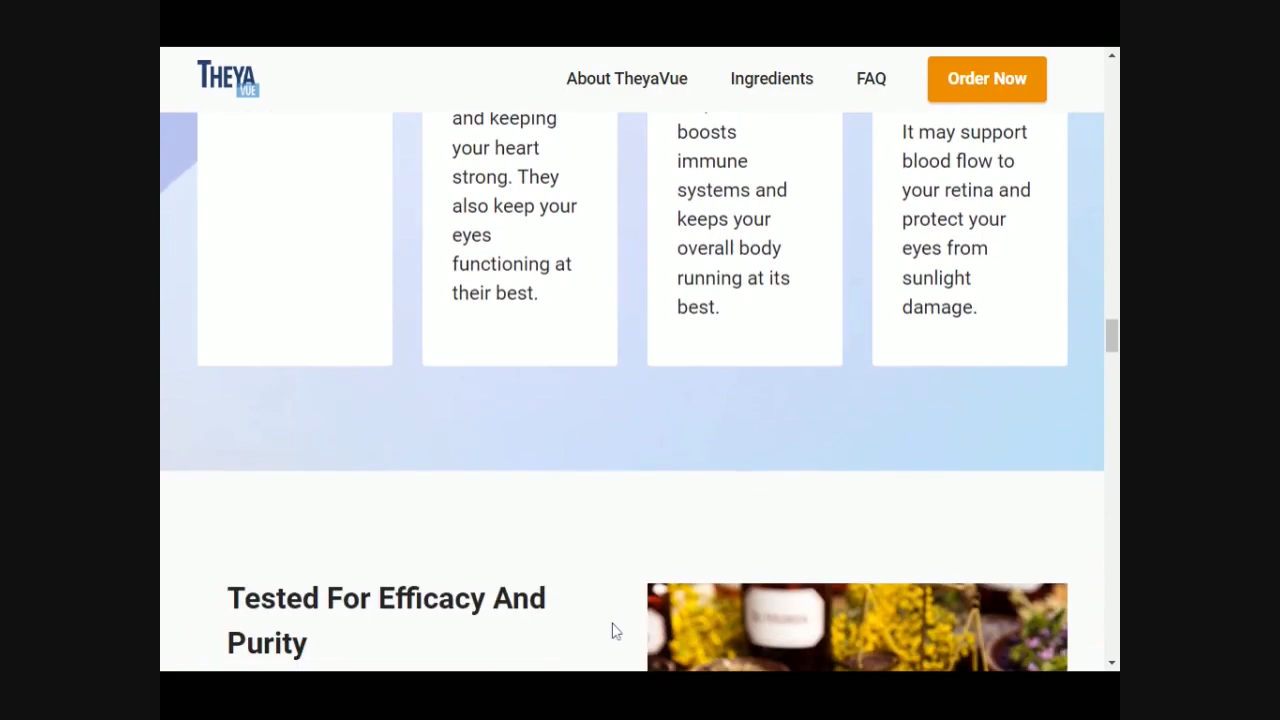 THEYA
VUE
About TheyaVue
Ingredients
FAQ
Order Now
and keeping
your heart
strong. They
also keep your
eyes
functioning at
their best.
boosts
immune
systems and
keeps your
overall body
running at its
best.
It may support
blood flow to
your retina and
protect your
eyes from
sunlight
damage.
Tested For Efficacy And
Purity